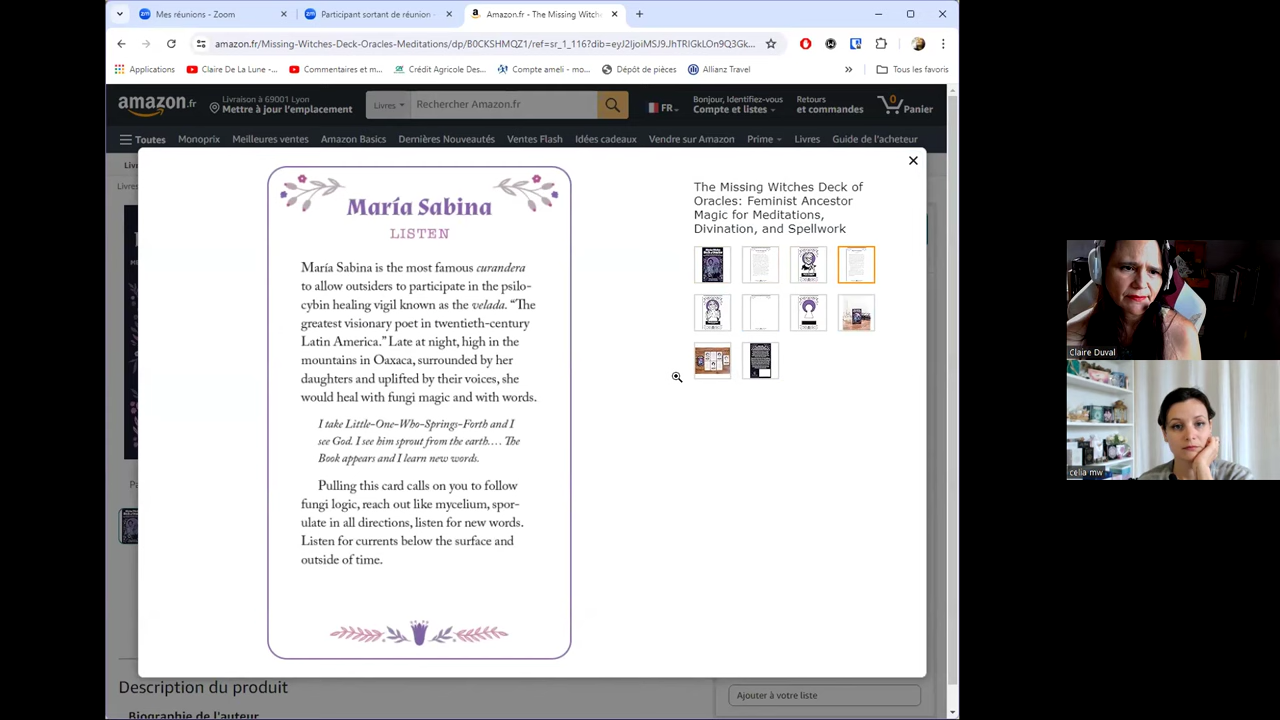 Mes réunions - Zoom
Participant sortant de réunion -
Amazon.fr - The Missing Witch
amazon.fr/Missing-Witches-Deck-Oracles-Meditations/dp/B0CKSHMQZ1/ref=sr_1_116?dib=eyJ2IjoiMSJ9.JhTRlGkLOn9Q3Gk...
Applications
Claire De La Lune -...
Commentaires et m...
Crédit Agricole Des...
Compte ameli - mo...
Dépôt de pièces
Allianz Travel
Tous les favoris
amazon.fr
Livraison à 69001 Lyon
Mettre à jour l'emplacement
Livres
Rechercher Amazon.fr
FR
Bonjour, Identifiez-vous
Compte et listes
Retours
et commandes
0
Panier
Toutes
Monoprix
Meilleures ventes
Amazon Basics
Dernières Nouveautés
Ventes Flash
Idées cadeaux
Vendre sur Amazon
Prime
Livres
Guide de l'acheteur
María Sabina
LISTEN
María Sabina is the most famous curandera
to allow outsiders to participate in the psilo-
cybin healing vigil known as the velada. “The
greatest visionary poet in twentieth-century
Latin America.” Late at night, high in the
mountains in Oaxaca, surrounded by her
daughters and uplifted by their voices, she
would heal with fungi magic and with words.
I take Little-One-Who-Springs-Forth and I
see God. I see him sprout from the earth.… The
Book appears and I learn new words.
Pulling this card calls on you to follow
fungi logic, reach out like mycelium, spor-
ulate in all directions, listen for new words.
Listen for currents below the surface and
outside of time.
The Missing Witches Deck of
Oracles: Feminist Ancestor
Magic for Meditations,
Divination, and Spellwork
Description du produit
Biographie de l'auteur
Ajouter à votre liste
Claire Duval
celia mw